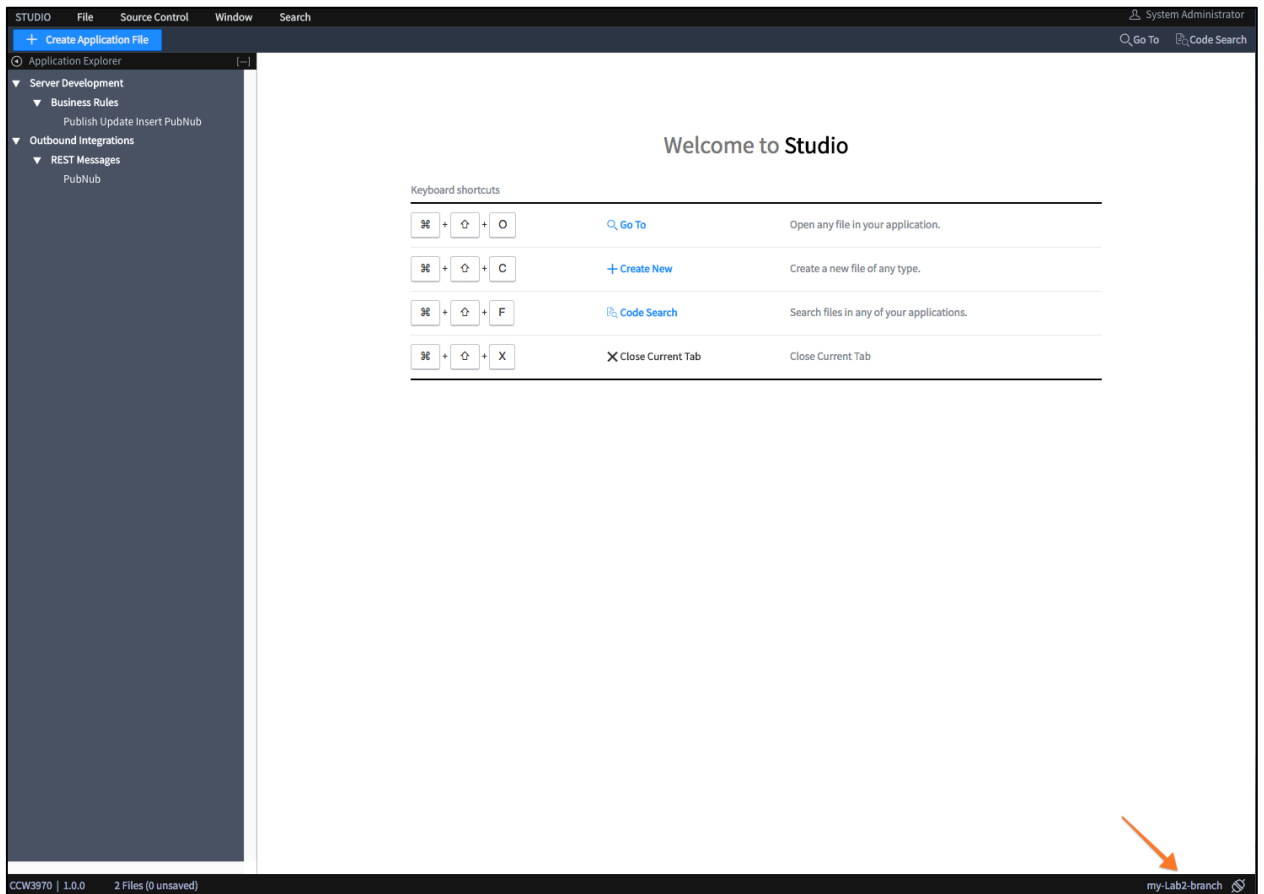 STUDIO File Source Control Window Search System Administrator
+ Create Application File Go To Code Search
Application Explorer [—]
▼ Server Development
▼ Business Rules
Publish Update Insert PubNub
▼ Outbound Integrations
▼ REST Messages
PubNub
Welcome to Studio
Keyboard shortcuts
⌘ + ⇧ + O Go To Open any file in your application.
⌘ + ⇧ + C + Create New Create a new file of any type.
⌘ + ⇧ + F Code Search Search files in any of your applications.
⌘ + ⇧ + X Close Current Tab Close Current Tab
CCW3970 | 1.0.0 2 Files (0 unsaved) my-Lab2-branch